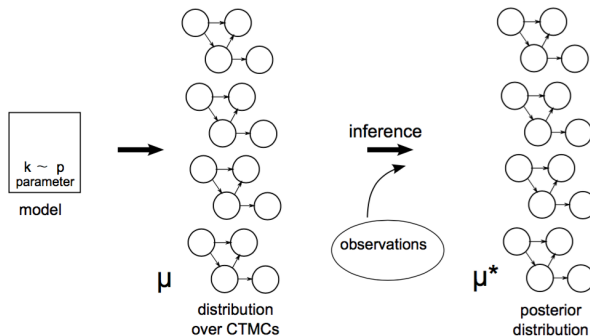 k ~ p
parameter
model
μ
distribution
over CTMCs
inference
observations
μ*
posterior
distribution